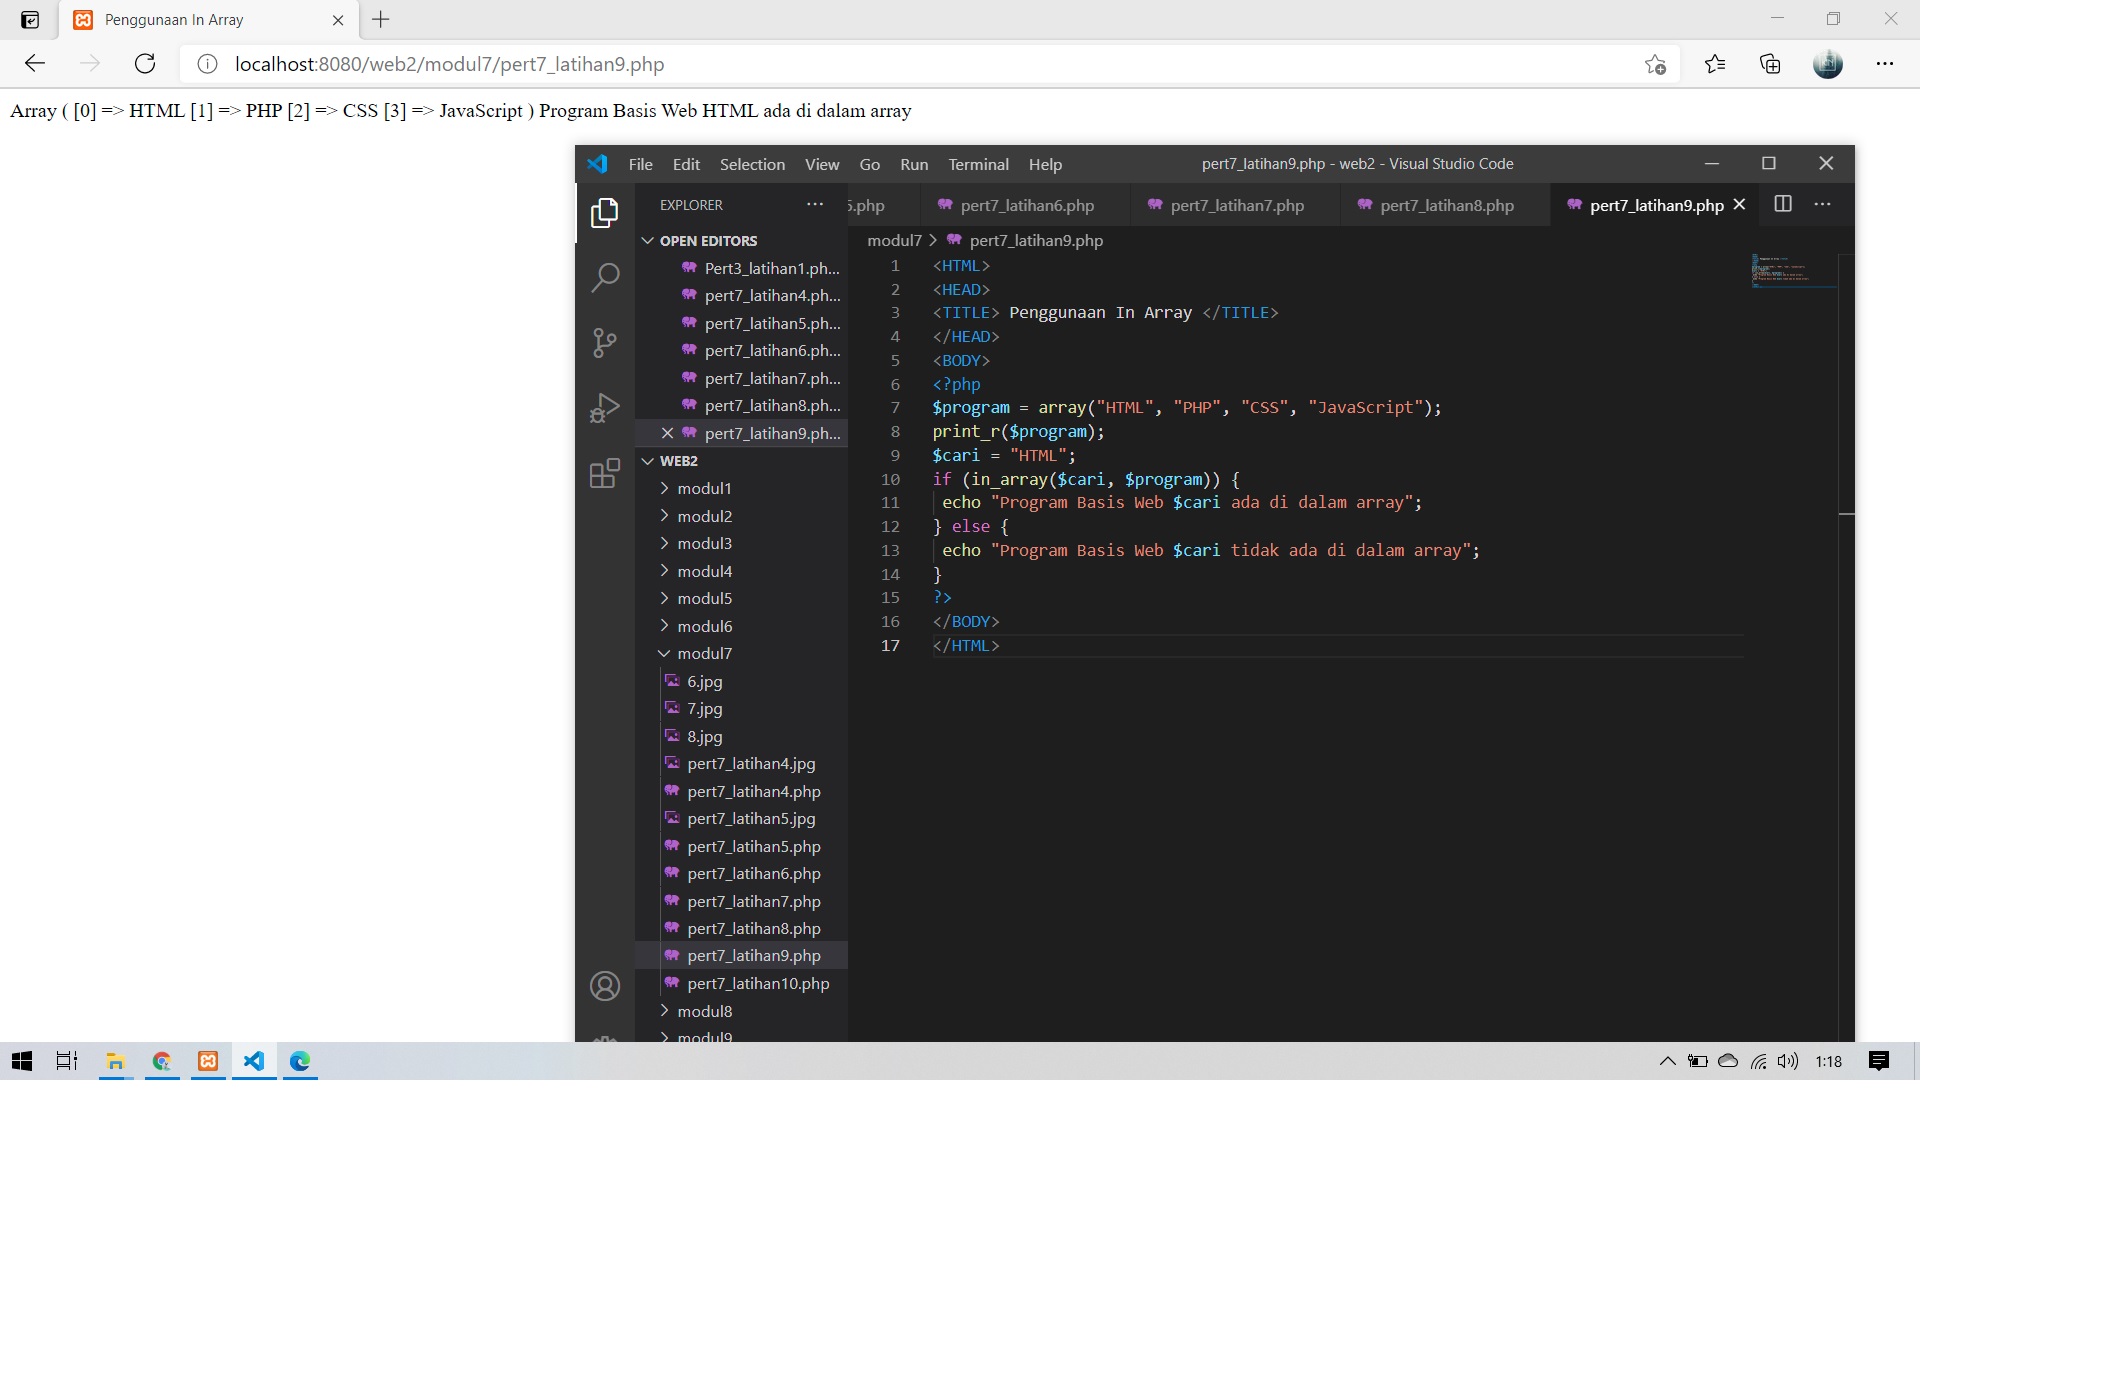 Penggunaan In Array
localhost:8080/web2/modul7/pert7_latihan9.php
Array ( [0] => HTML [1] => PHP [2] => CSS [3] => JavaScript ) Program Basis Web HTML ada di dalam array
File Edit Selection View Go Run Terminal Help pert7_latihan9.php - web2 - Visual Studio Code
EXPLORER
5.php pert7_latihan6.php pert7_latihan7.php pert7_latihan8.php pert7_latihan9.php
OPEN EDITORS
Pert3_latihan1.ph...
pert7_latihan4.ph...
pert7_latihan5.ph...
pert7_latihan6.ph...
pert7_latihan7.ph...
pert7_latihan8.ph...
pert7_latihan9.ph...
WEB2
modul1
modul2
modul3
modul4
modul5
modul6
modul7
6.jpg
7.jpg
8.jpg
pert7_latihan4.jpg
pert7_latihan4.php
pert7_latihan5.jpg
pert7_latihan5.php
pert7_latihan6.php
pert7_latihan7.php
pert7_latihan8.php
pert7_latihan9.php
pert7_latihan10.php
modul8
modul9
modul7 > pert7_latihan9.php
1 <HTML>
2 <HEAD>
3 <TITLE> Penggunaan In Array </TITLE>
4 </HEAD>
5 <BODY>
6 <?php
7 $program = array("HTML", "PHP", "CSS", "JavaScript");
8 print_r($program);
9 $cari = "HTML";
10 if (in_array($cari, $program)) {
11 echo "Program Basis Web $cari ada di dalam array";
12 } else {
13 echo "Program Basis Web $cari tidak ada di dalam array";
14 }
15 ?>
16 </BODY>
17 </HTML>
1:18